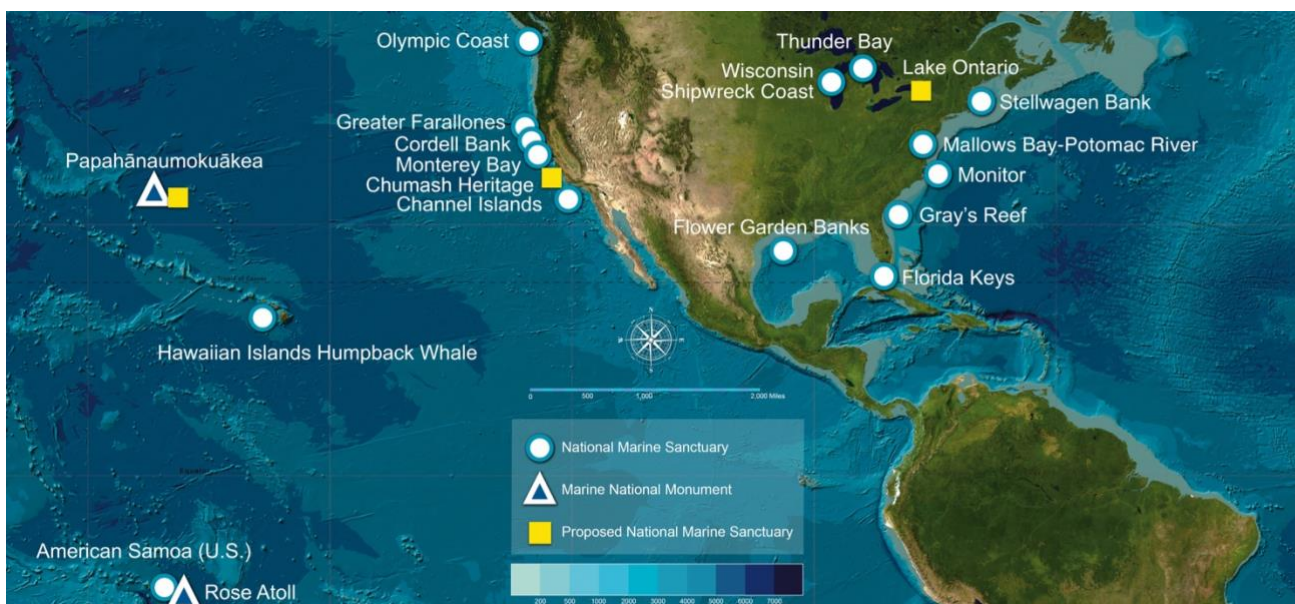 Olympic Coast
Thunder Bay
Wisconsin
Shipwreck Coast
Lake Ontario
Stellwagen Bank
Greater Farallones
Cordell Bank
Monterey Bay
Chumash Heritage
Channel Islands
Mallows Bay-Potomac River
Monitor
Papahānaumokuākea
Gray's Reef
Flower Garden Banks
Florida Keys
Hawaiian Islands Humpback Whale
0 500 1,000 2,000 Miles
National Marine Sanctuary
Marine National Monument
Proposed National Marine Sanctuary
American Samoa (U.S.)
Rose Atoll
200 500 1000 2000 3000 4000 5000 6000 7000